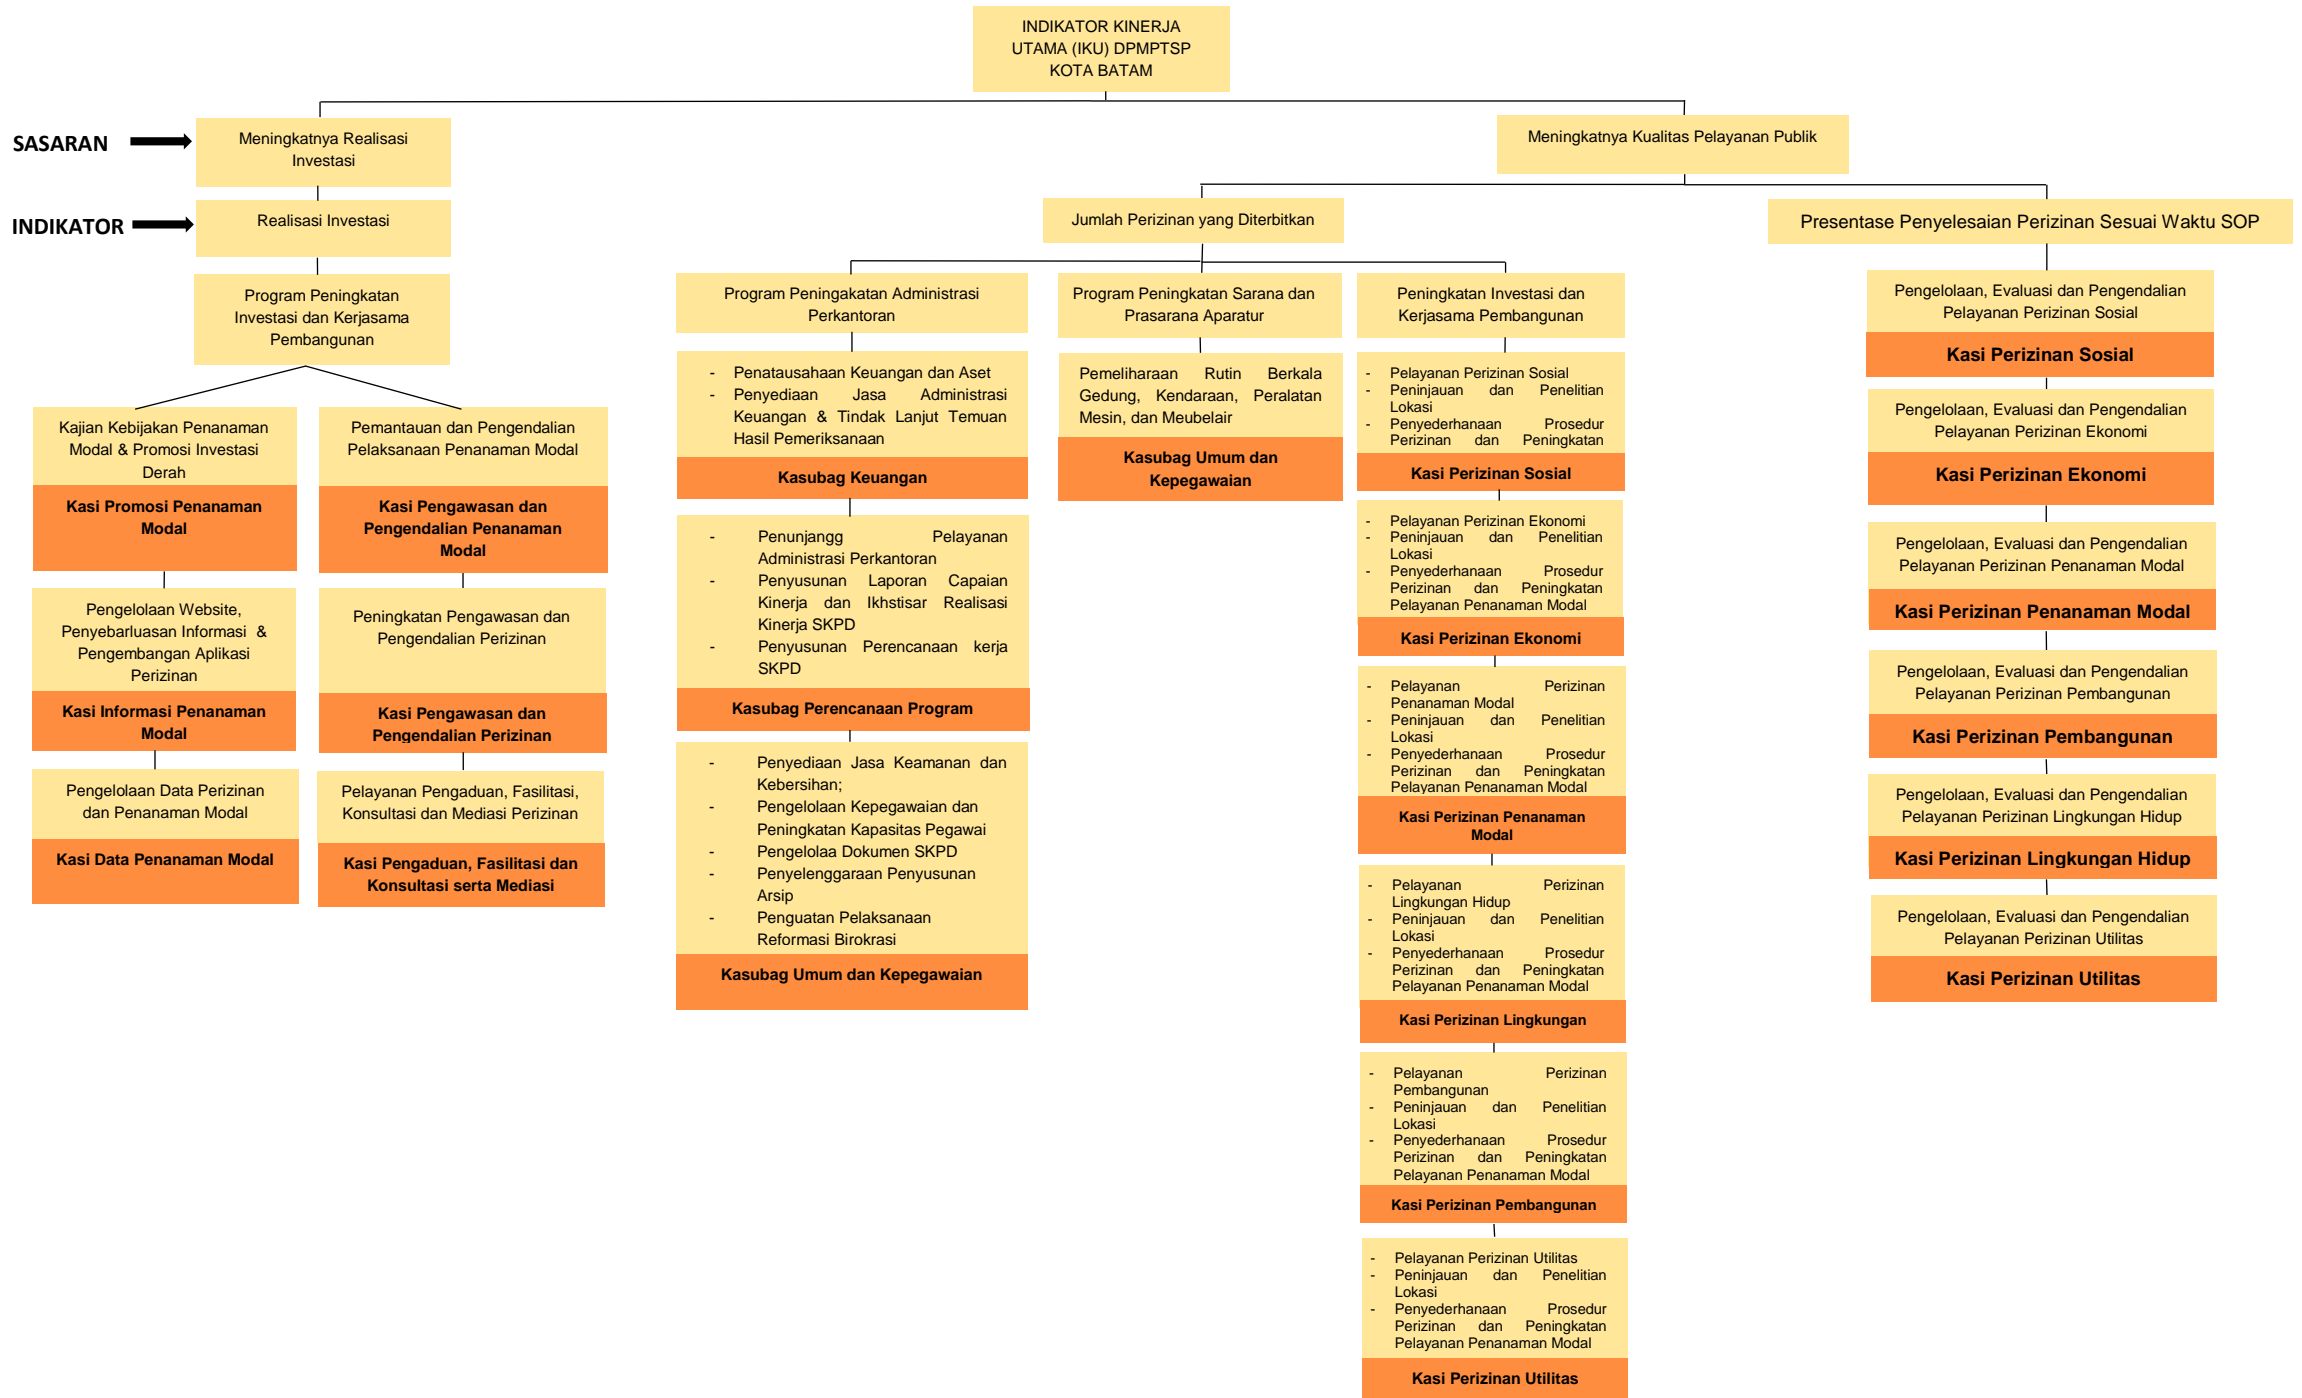 INDIKATOR KINERJA
UTAMA (IKU) DPMPTSP
KOTA BATAM
SASARAN
Meningkatnya Realisasi
Investasi
Meningkatnya Kualitas Pelayanan Publik
INDIKATOR
Realisasi Investasi
Jumlah Perizinan yang Diterbitkan
Presentase Penyelesaian Perizinan Sesuai Waktu SOP
Program Peningkatan
Investasi dan Kerjasama
Pembangunan
Kajian Kebijakan Penanaman
Modal & Promosi Investasi
Derah
Kasi Promosi Penanaman
Modal
Pengelolaan Website,
Penyebarluasan Informasi &
Pengembangan Aplikasi
Perizinan
Kasi Informasi Penanaman
Modal
Pengelolaan Data Perizinan
dan Penanaman Modal
Kasi Data Penanaman Modal
Pemantauan dan Pengendalian
Pelaksanaan Penanaman Modal
Kasi Pengawasan dan
Pengendalian Penanaman
Modal
Peningkatan Pengawasan dan
Pengendalian Perizinan
Kasi Pengawasan dan
Pengendalian Perizinan
Pelayanan Pengaduan, Fasilitasi,
Konsultasi dan Mediasi Perizinan
Kasi Pengaduan, Fasilitasi dan
Konsultasi serta Mediasi
Program Peningakatan Administrasi
Perkantoran
- Penatausahaan Keuangan dan Aset
- Penyediaan Jasa Administrasi
Keuangan & Tindak Lanjut Temuan
Hasil Pemeriksanaan
Kasubag Keuangan
- Penunjangg Pelayanan
Administrasi Perkantoran
- Penyusunan Laporan Capaian
Kinerja dan Ikhstisar Realisasi
Kinerja SKPD
- Penyusunan Perencanaan kerja
SKPD
Kasubag Perencanaan Program
- Penyediaan Jasa Keamanan dan
Kebersihan;
- Pengelolaan Kepegawaian dan
Peningkatan Kapasitas Pegawai
- Pengelolaa Dokumen SKPD
- Penyelenggaraan Penyusunan
Arsip
- Penguatan Pelaksanaan
Reformasi Birokrasi
Kasubag Umum dan Kepegawaian
Program Peningkatan Sarana dan
Prasarana Aparatur
Pemeliharaan Rutin Berkala
Gedung, Kendaraan, Peralatan
Mesin, dan Meubelair
Kasubag Umum dan
Kepegawaian
Peningkatan Investasi dan
Kerjasama Pembangunan
- Pelayanan Perizinan Sosial
- Peninjauan dan Penelitian
Lokasi
- Penyederhanaan Prosedur
Perizinan dan Peningkatan
Kasi Perizinan Sosial
- Pelayanan Perizinan Ekonomi
- Peninjauan dan Penelitian
Lokasi
- Penyederhanaan Prosedur
Perizinan dan Peningkatan
Pelayanan Penanaman Modal
Kasi Perizinan Ekonomi
- Pelayanan Perizinan
Penanaman Modal
- Peninjauan dan Penelitian
Lokasi
- Penyederhanaan Prosedur
Perizinan dan Peningkatan
Pelayanan Penanaman Modal
Kasi Perizinan Penanaman
Modal
- Pelayanan Perizinan
Lingkungan Hidup
- Peninjauan dan Penelitian
Lokasi
- Penyederhanaan Prosedur
Perizinan dan Peningkatan
Pelayanan Penanaman Modal
Kasi Perizinan Lingkungan
- Pelayanan Perizinan
Pembangunan
- Peninjauan dan Penelitian
Lokasi
- Penyederhanaan Prosedur
Perizinan dan Peningkatan
Pelayanan Penanaman Modal
Kasi Perizinan Pembangunan
- Pelayanan Perizinan Utilitas
- Peninjauan dan Penelitian
Lokasi
- Penyederhanaan Prosedur
Perizinan dan Peningkatan
Pelayanan Penanaman Modal
Kasi Perizinan Utilitas
Pengelolaan, Evaluasi dan Pengendalian
Pelayanan Perizinan Sosial
Kasi Perizinan Sosial
Pengelolaan, Evaluasi dan Pengendalian
Pelayanan Perizinan Ekonomi
Kasi Perizinan Ekonomi
Pengelolaan, Evaluasi dan Pengendalian
Pelayanan Perizinan Penanaman Modal
Kasi Perizinan Penanaman Modal
Pengelolaan, Evaluasi dan Pengendalian
Pelayanan Perizinan Pembangunan
Kasi Perizinan Pembangunan
Pengelolaan, Evaluasi dan Pengendalian
Pelayanan Perizinan Lingkungan Hidup
Kasi Perizinan Lingkungan Hidup
Pengelolaan, Evaluasi dan Pengendalian
Pelayanan Perizinan Utilitas
Kasi Perizinan Utilitas